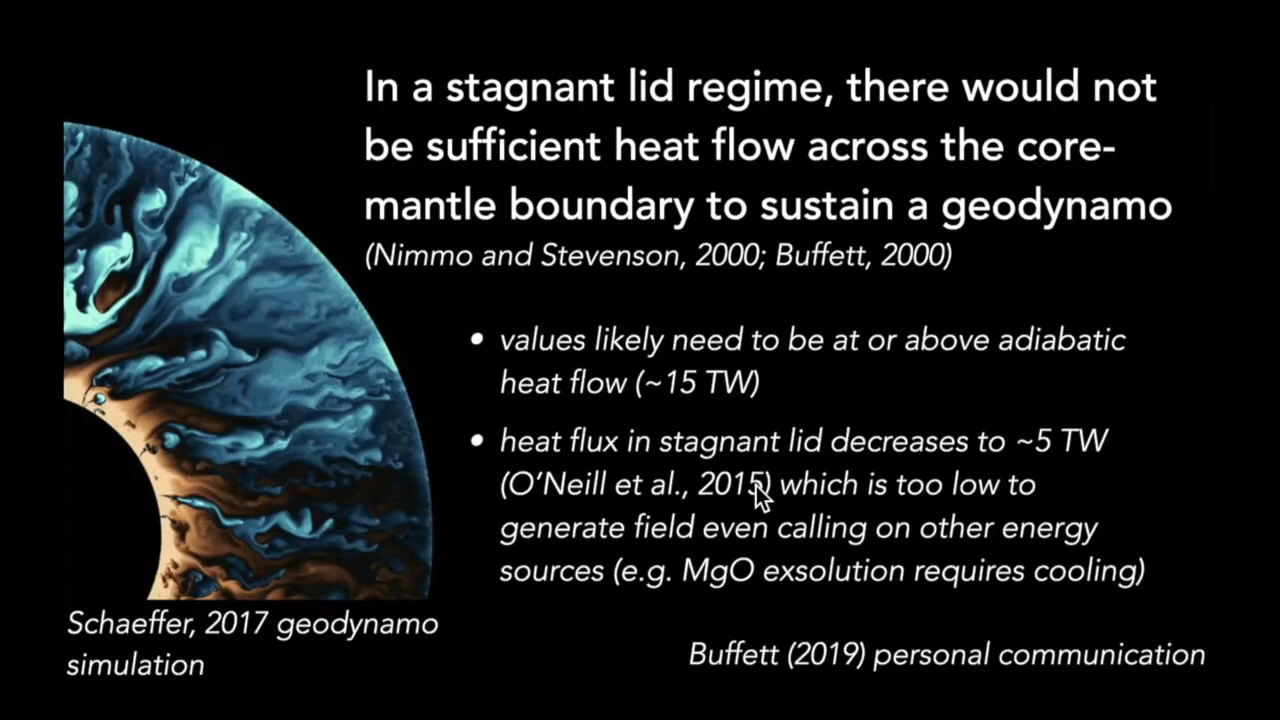 In a stagnant lid regime, there would not
be sufficient heat flow across the core-
mantle boundary to sustain a geodynamo
(Nimmo and Stevenson, 2000; Buffett, 2000)
• values likely need to be at or above adiabatic
heat flow (~15 TW)
• heat flux in stagnant lid decreases to ~5 TW
(O’Neill et al., 2015) which is too low to
generate field even calling on other energy
sources (e.g. MgO exsolution requires cooling)
Schaeffer, 2017 geodynamo
simulation
Buffett (2019) personal communication